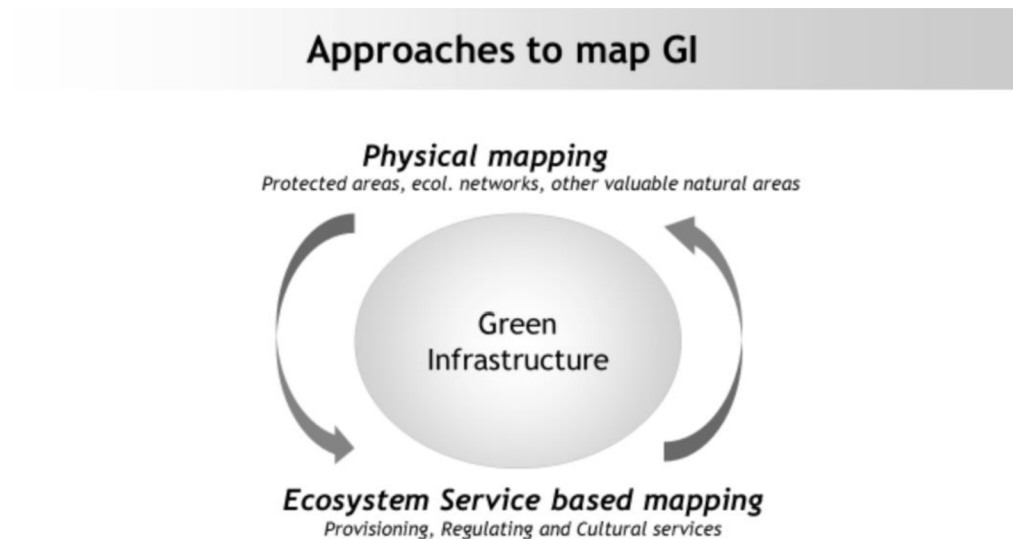 Approaches to map GI
Physical mapping
Protected areas, ecol. networks, other valuable natural areas
Green
Infrastructure
Ecosystem Service based mapping
Provisioning, Regulating and Cultural services